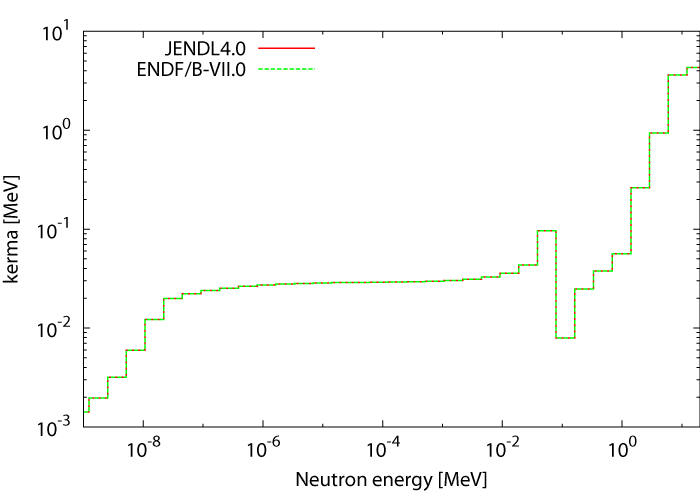 JENDL4.0
ENDF/B-VII.0
10^1
10^0
10^-1
10^-2
10^-3
kerma [MeV]
10^-8 10^-6 10^-4 10^-2 10^0
Neutron energy [MeV]